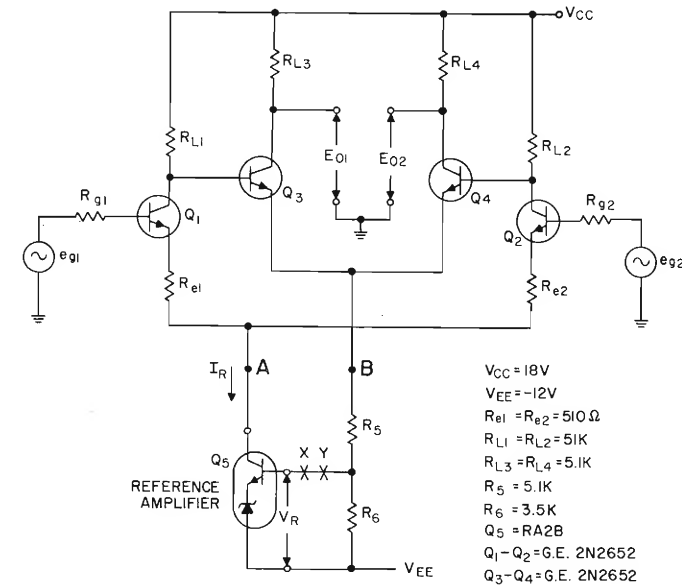 VCC
RL3
RL4
RL1
EO1
EO2
RL2
Rg1
Q1
Q3
Q4
Q2
Rg2
eg1
Re1
Re2
eg2
IR
A
B
R5
Q5
X Y
REFERENCE
AMPLIFIER
VR
R6
VEE
VCC = 18V
VEE = -12V
Re1 = Re2 = 510Ω
RL1 = RL2 = 51K
RL3 = RL4 = 5.1K
R5 = 5.1K
R6 = 3.5K
Q5 = RA2B
Q1-Q2 = G.E. 2N2652
Q3-Q4 = G.E. 2N2652